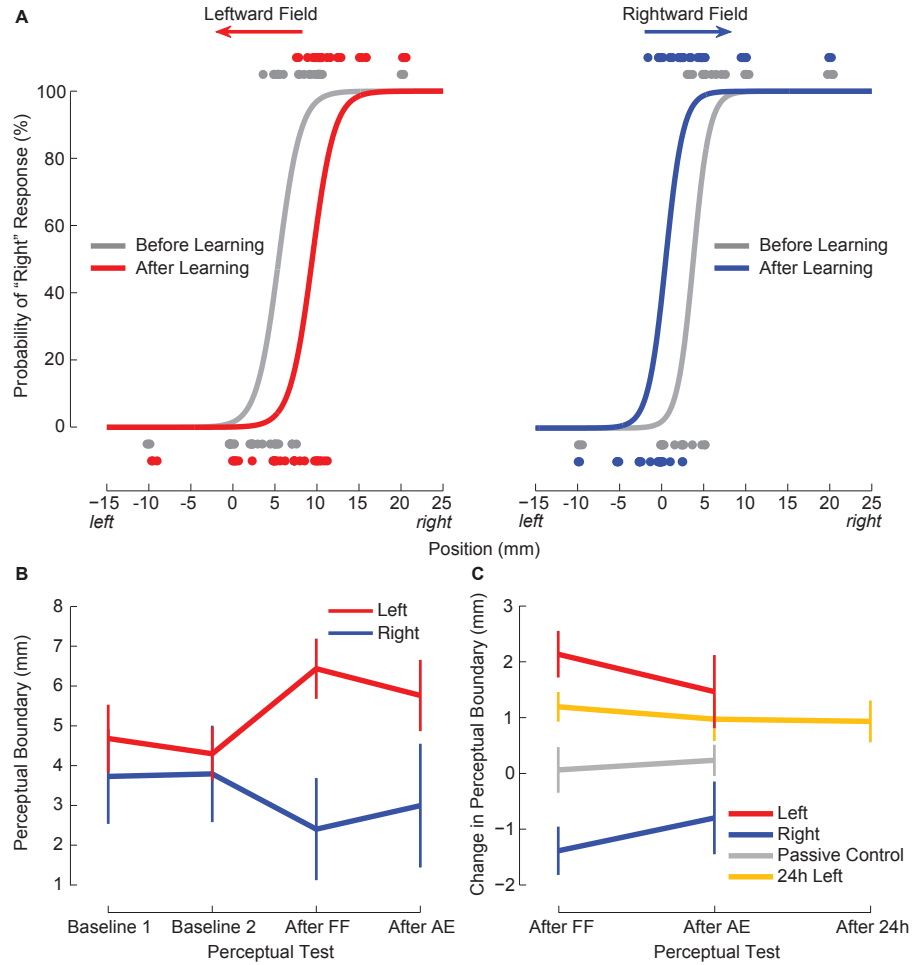 A
Leftward Field
Rightward Field
Probability of “Right” Response (%)
100
80
60
40
20
0
Before Learning
After Learning
Before Learning
After Learning
−15 -10 -5 0 5 10 15 20 25
left right
−15 -10 -5 0 5 10 15 20 25
left right
Position (mm)
B
Perceptual Boundary (mm)
8
7
6
5
4
3
2
1
Left
Right
Baseline 1 Baseline 2 After FF After AE
Perceptual Test
C
Change in Perceptual Boundary (mm)
3
2
1
0
−1
−2
Left
Right
Passive Control
24h Left
After FF After AE After 24h
Perceptual Test